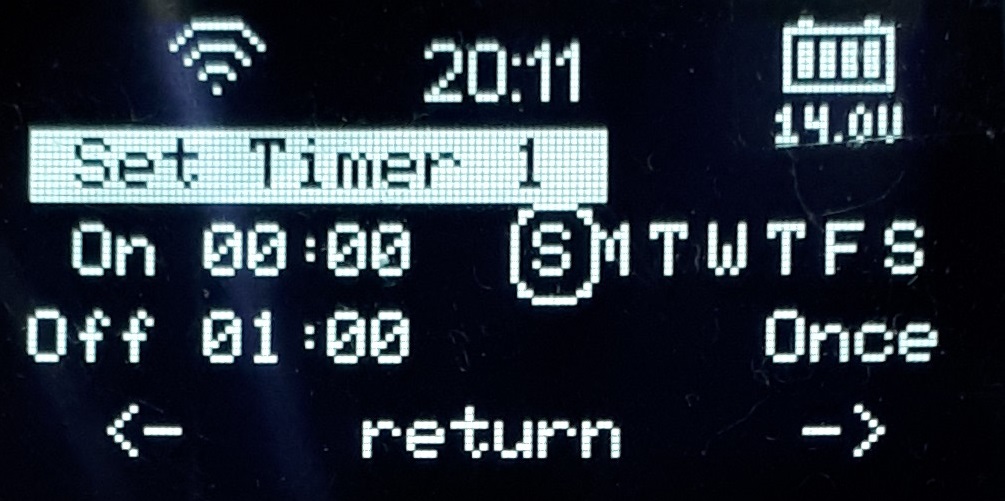 20:11
14.0V
Set Timer 1
On 00:00 SMTWTFS
Off 01:00 Once
<- return ->